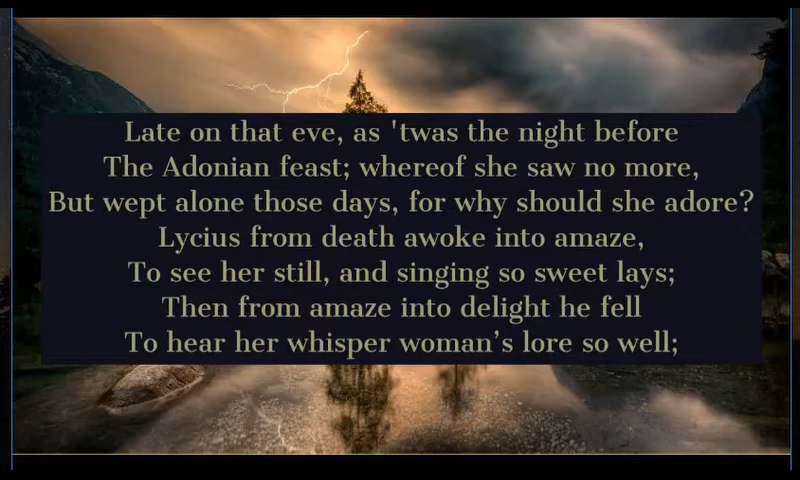 Late on that eve, as 'twas the night before
The Adonian feast; whereof she saw no more,
But wept alone those days, for why should she adore?
Lycius from death awoke into amaze,
To see her still, and singing so sweet lays;
Then from amaze into delight he fell
To hear her whisper woman’s lore so well;